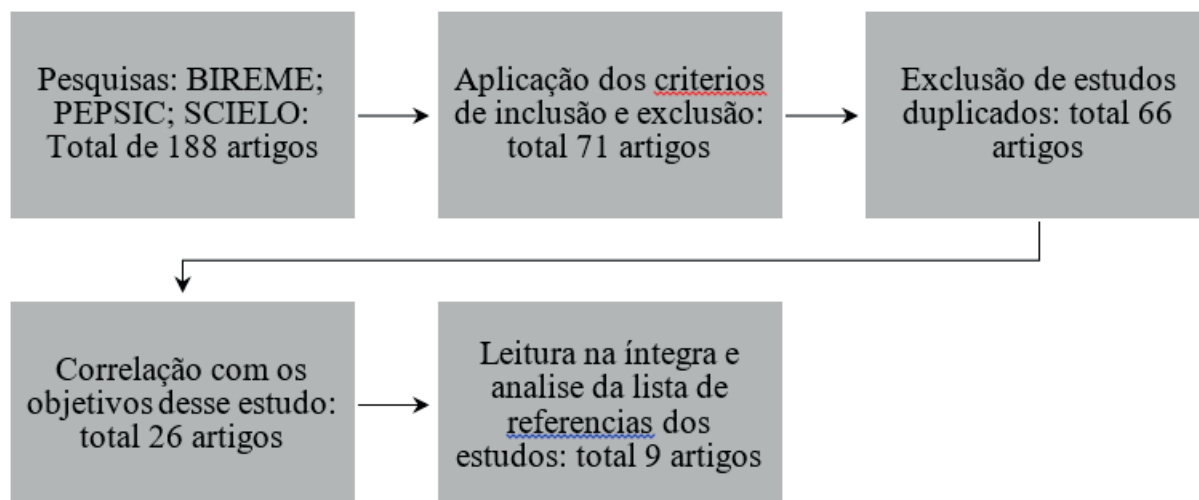 Pesquisas: BIREME;
PEPSIC; SCIELO:
Total de 188 artigos
Aplicação dos criterios
de inclusão e exclusão:
total 71 artigos
Exclusão de estudos
duplicados: total 66
artigos
Correlação com os
objetivos desse estudo:
total 26 artigos
Leitura na íntegra e
analise da lista de
referencias dos
estudos: total 9 artigos